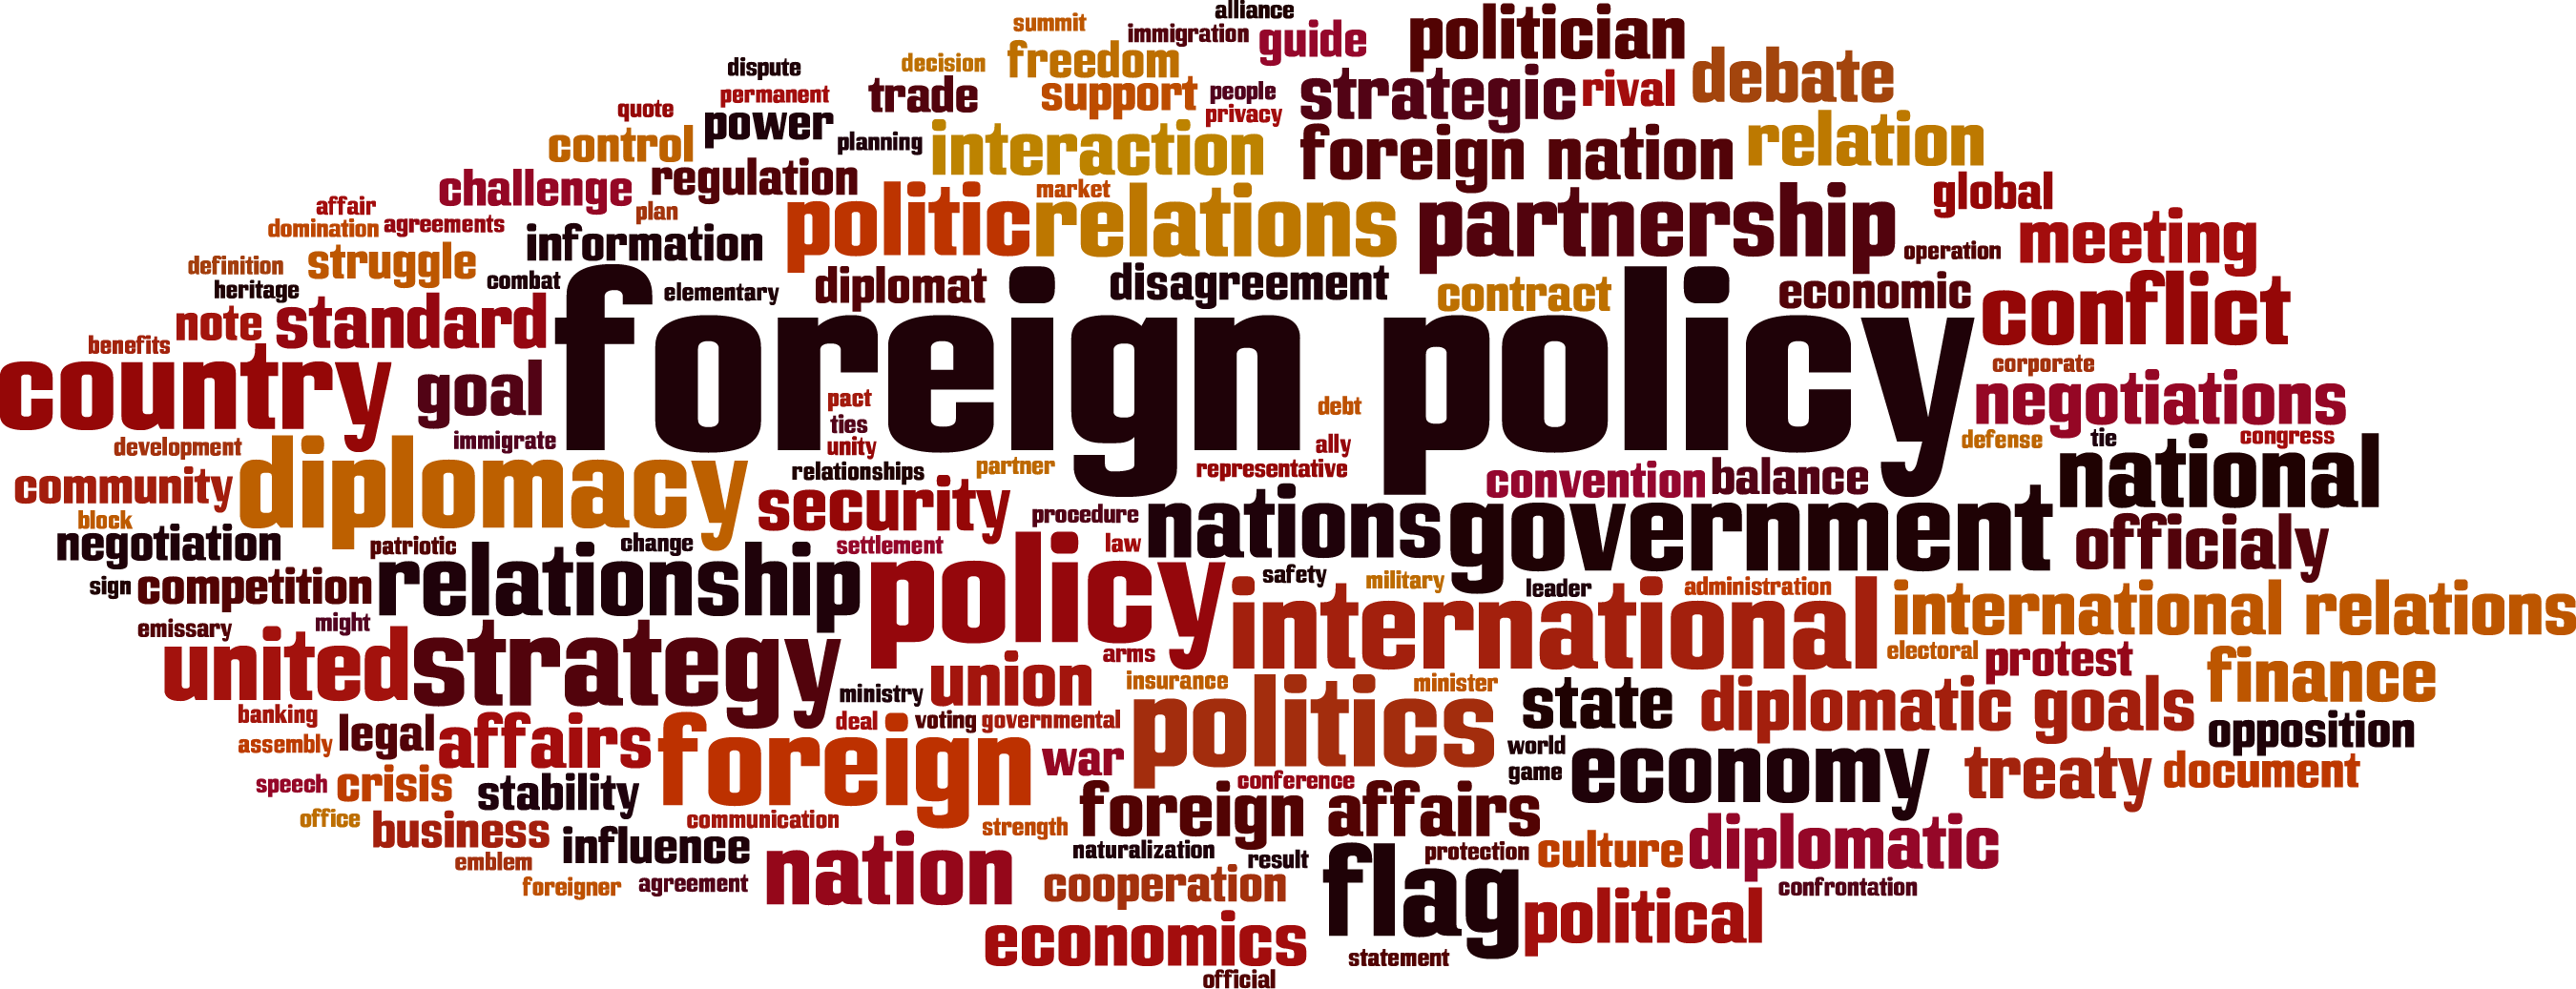 alliance
summit
immigration
guide
politician
freedom
decision
dispute
debate
support
people
strategic
rival
trade
permanent
privacy
quote
power
planning
control
interaction
foreign nation
relation
regulation
challenge
market
global
affair
plan
politic
relations
partnership
domination
agreements
information
operation
meeting
definition
struggle
combat
elementary
diplomat
disagreement
contract
economic
conflict
heritage
note
standard
foreign policy
benefits
corporate
country
goal
pact
debt
negotiations
ties
development
immigrate
unity
ally
defense
tie
congress
community
diplomacy
relationships
partner
representative
convention
balance
national
security
block
procedure
nations
government
officialy
negotiation
patriotic
change
settlement
law
sign
competition
relationship
policy
safety
military
leader
administration
international
international relations
emissary
might
united
strategy
arms
electoral
protest
union
insurance
minister
finance
ministry
state
diplomatic goals
banking
deal
voting
governmental
politics
opposition
assembly
legal
affairs
foreign
war
world
economy
treaty
document
game
conference
speech
crisis
stability
office
business
communication
strength
foreign affairs
influence
naturalization
result
protection
culture
diplomatic
emblem
foreigner
agreement
nation
cooperation
flag
confrontation
political
economics
statement
official